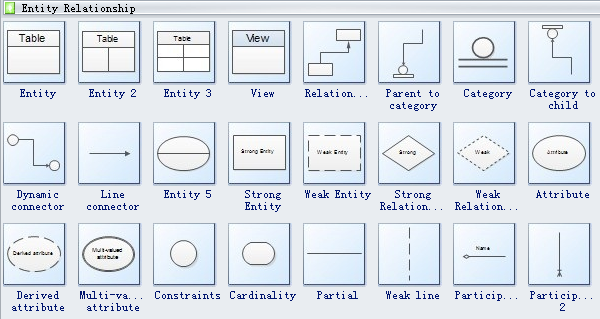 Entity Relationship
Table
Table
Table
View
Entity
Entity 2
Entity 3
View
Relation...
Parent to
category
Category
Category to
child
Strong Entity
Weak Entity
Strong
Weak
Attribute
Dynamic
connector
Line
connector
Entity 5
Strong
Entity
Weak Entity
Strong
Relation...
Weak
Relation...
Attribute
Derived attribute
Multi-valued
attribute
Name
Derived
attribute
Multi-va...
attribute
Constraints
Cardinality
Partial
Weak line
Particip...
Particip...
2